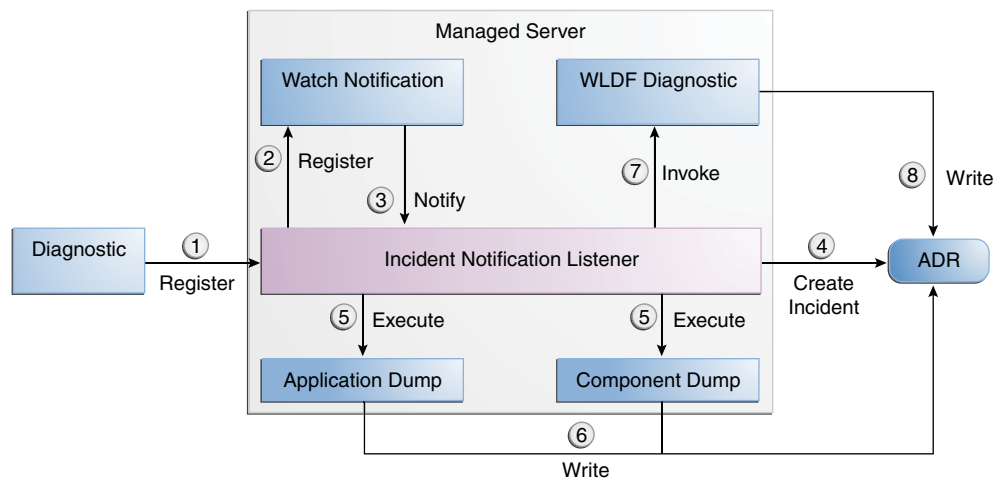 Managed Server
Watch Notification
WLDF Diagnostic
2
Register
3
Notify
7
Invoke
8
Write
Diagnostic
1
Register
Incident Notification Listener
4
Create
Incident
ADR
5
Execute
5
Execute
Application Dump
Component Dump
6
Write